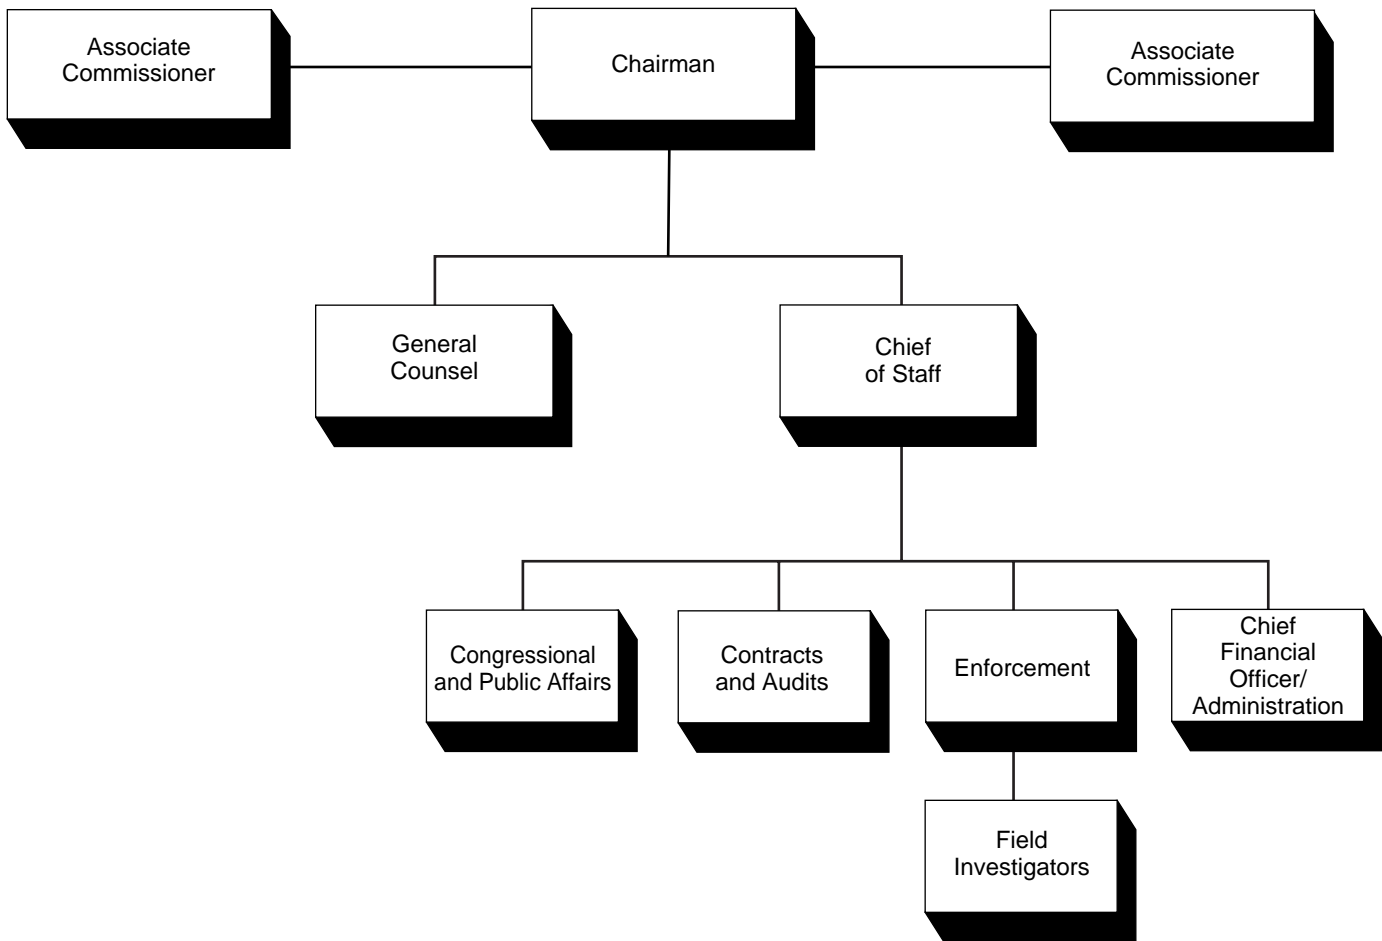 Associate
Commissioner
Chairman
Associate
Commissioner
General
Counsel
Chief
of Staff
Congressional
and Public Affairs
Contracts
and Audits
Enforcement
Chief
Financial
Officer/
Administration
Field
Investigators